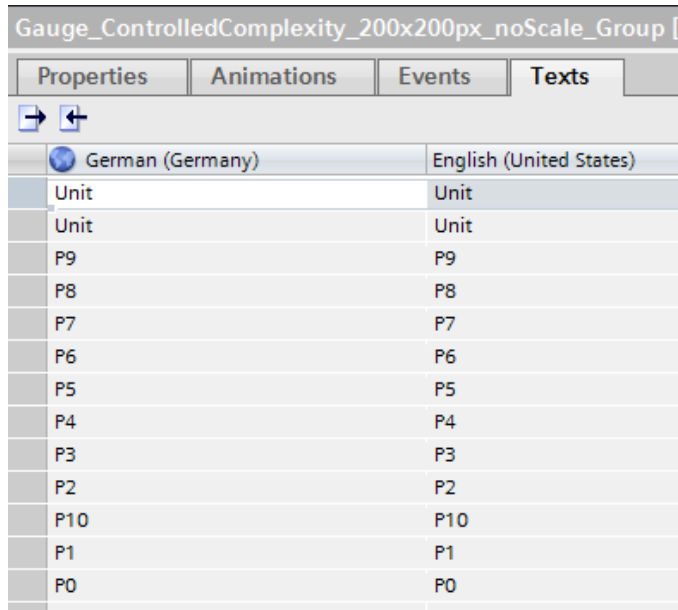 Gauge_ControlledComplexity_200x200px_noScale_Group [
Properties Animations Events Texts
German (Germany) English (United States)
Unit Unit
Unit Unit
P9 P9
P8 P8
P7 P7
P6 P6
P5 P5
P4 P4
P3 P3
P2 P2
P10 P10
P1 P1
P0 P0